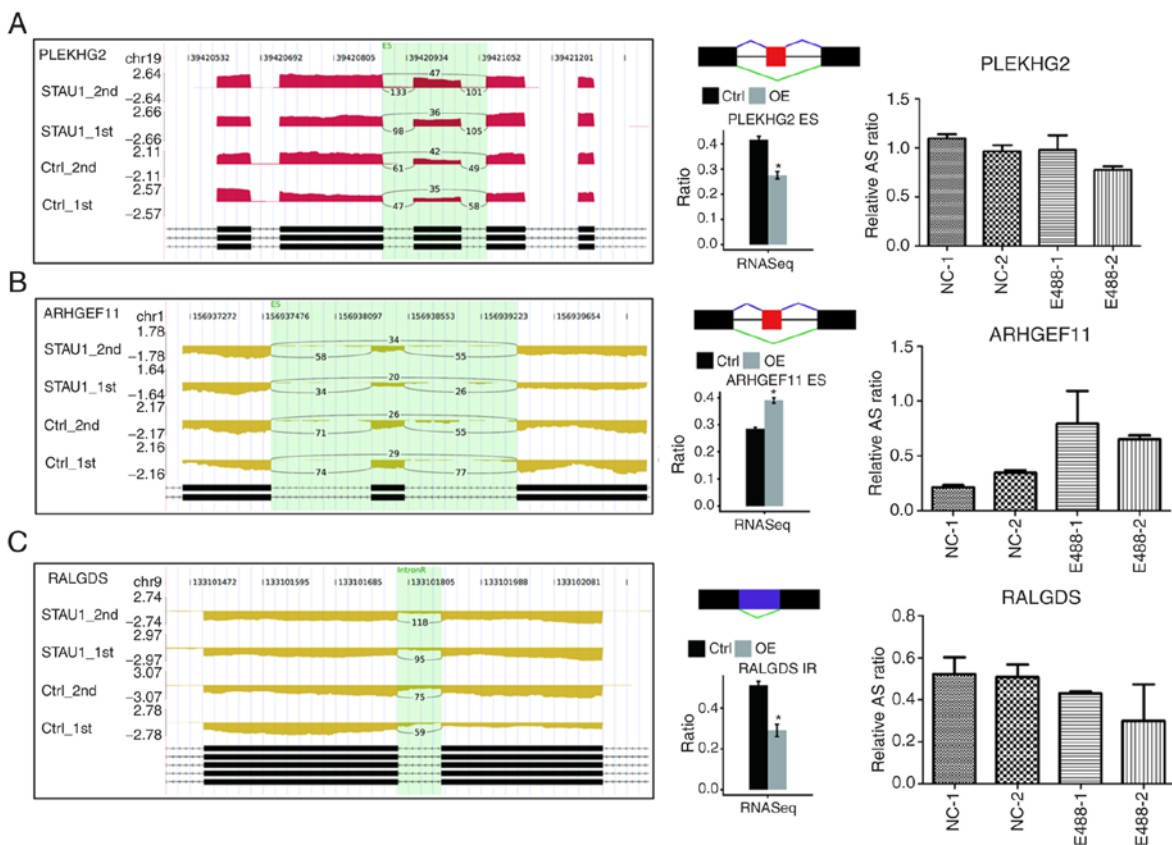 A
PLEKHG2 chr19
39420532 39420692 39420805 39420934 39421052 39421201
ES
2.64
STAU1_2nd
−2.64
47
133 101
2.66
STAU1_1st
−2.66
36
98 105
2.11
Ctrl_2nd
−2.11
42
61 49
2.57
Ctrl_1st
−2.57
35
47 58
Ctrl OE
PLEKHG2 ES
Ratio
0.4
0.3
0.2
0.1
0.0
*
RNASeq
PLEKHG2
Relative AS ratio
1.5
1.0
0.5
0.0
NC-1 NC-2 E488-1 E488-2
B
ARHGEF11 chr1
156937272 156937476 156938097 156938553 156939223 156939654
ES
1.78
STAU1_2nd
−1.78
34
58 55
1.64
STAU1_1st
−1.64
20
34 26
2.17
Ctrl_2nd
−2.17
26
71 55
2.16
Ctrl_1st
−2.16
29
74 77
Ctrl OE
ARHGEF11 ES
Ratio
0.4
0.3
0.2
0.1
0.0
*
RNASeq
ARHGEF11
Relative AS ratio
1.5
1.0
0.5
0.0
NC-1 NC-2 E488-1 E488-2
C
RALGDS chr9
133101472 133101595 133101685 133101805 133101988 133102081
IntronR
2.74
STAU1_2nd
−2.74
118
2.97
STAU1_1st
−2.97
95
3.07
Ctrl_2nd
−3.07
75
2.78
Ctrl_1st
−2.78
59
Ctrl OE
RALGDS IR
Ratio
0.4
0.2
0.0
*
RNASeq
RALGDS
Relative AS ratio
0.8
0.6
0.4
0.2
0.0
NC-1 NC-2 E488-1 E488-2